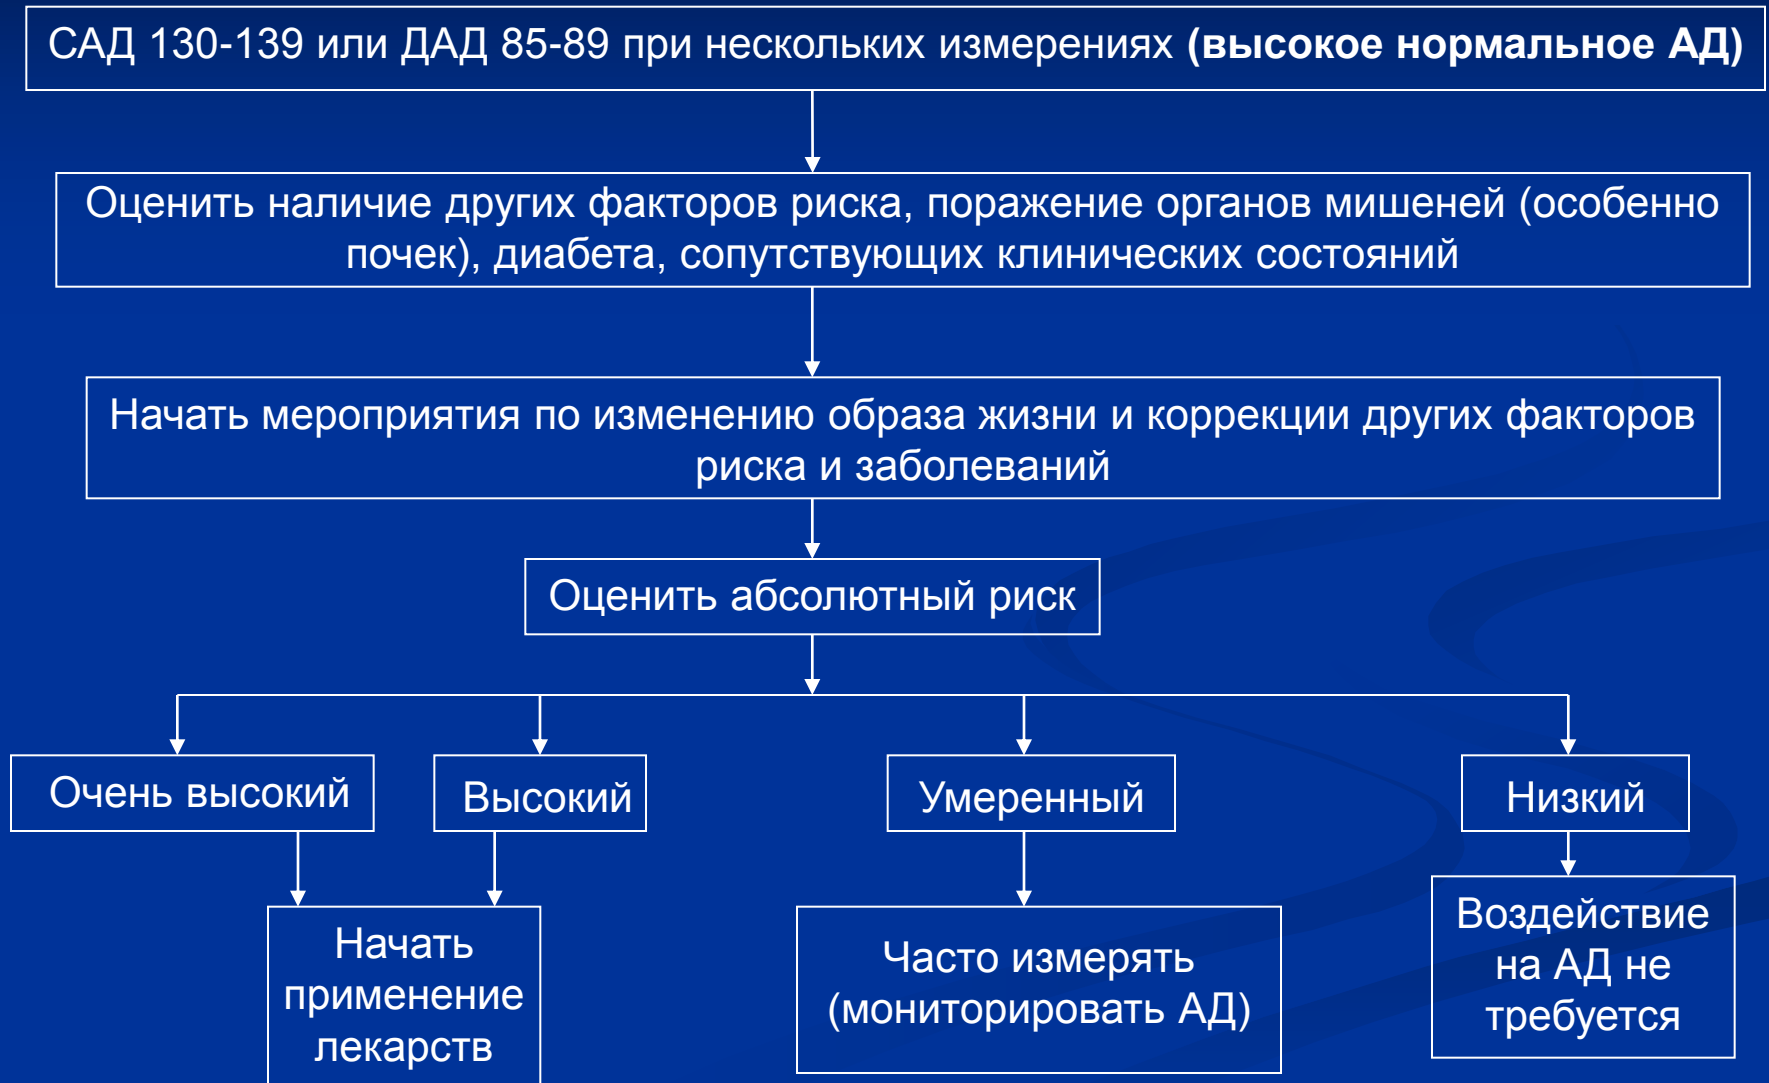 САД 130-139 или ДАД 85-89 при нескольких измерениях (высокое нормальное АД)
Оценить наличие других факторов риска, поражение органов мишеней (особенно
почек), диабета, сопутствующих клинических состояний
Начать мероприятия по изменению образа жизни и коррекции других факторов
риска и заболеваний
Оценить абсолютный риск
Очень высокий
Высокий
Умеренный
Низкий
Начать
применение
лекарств
Часто измерять
(мониторировать АД)
Воздействие
на АД не
требуется